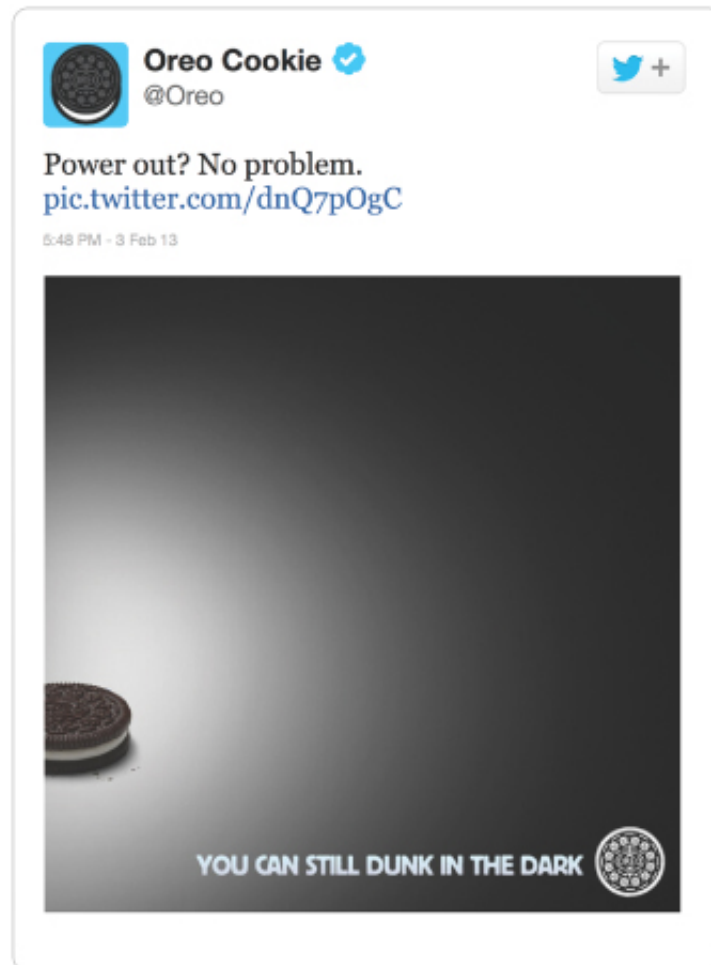 Oreo Cookie
@Oreo
+
Power out? No problem.
pic.twitter.com/dnQ7pOgC
5:48 PM - 3 Feb 13
YOU CAN STILL DUNK IN THE DARK